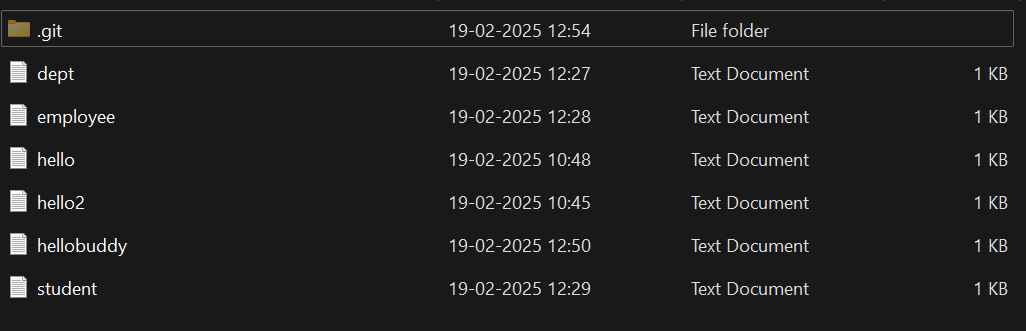 .git 19-02-2025 12:54 File folder
dept 19-02-2025 12:27 Text Document 1 KB
employee 19-02-2025 12:28 Text Document 1 KB
hello 19-02-2025 10:48 Text Document 1 KB
hello2 19-02-2025 10:45 Text Document 1 KB
hellobuddy 19-02-2025 12:50 Text Document 1 KB
student 19-02-2025 12:29 Text Document 1 KB